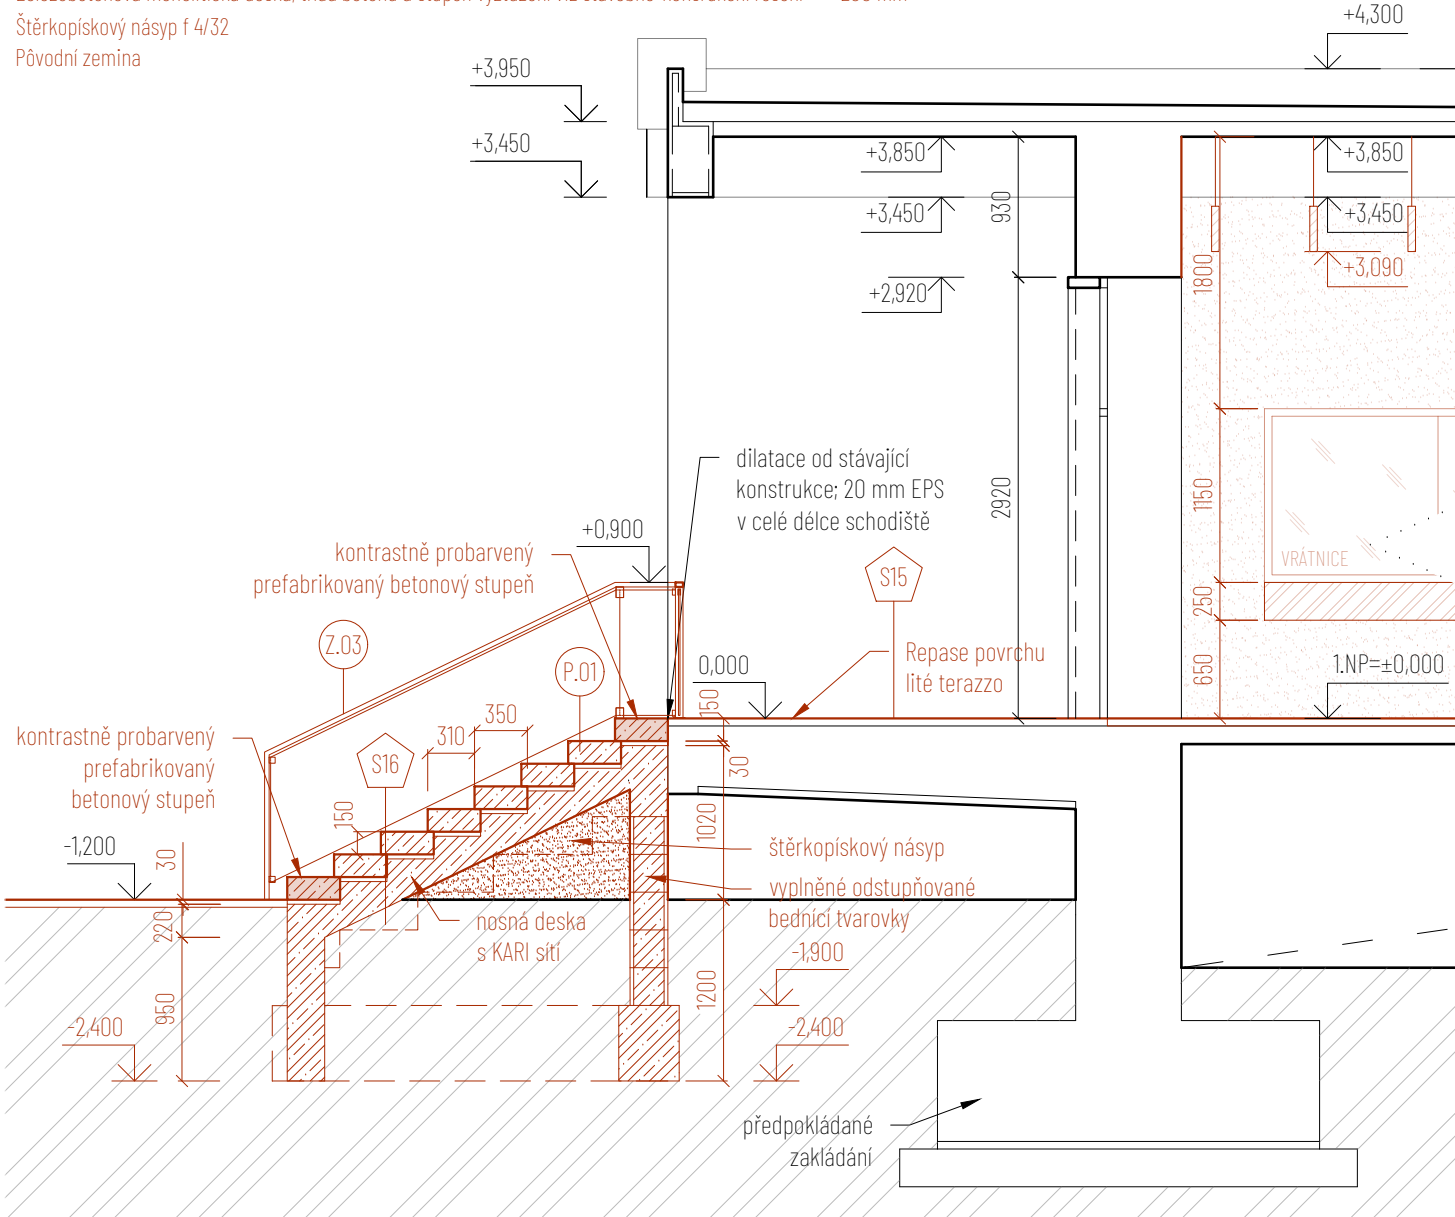 Štěrkopískový násyp f 4/32
Pôvodní zemina
+4,300
+3,950
+3,450
+3,850
+3,850
+3,450
+3,450
930
+3,090
1800
+2,920
dilatace od stávající
konstrukce; 20 mm EPS
v celé délce schodiště
2920
1150
+0,900
kontrastně probarvený
prefabrikovaný betonový stupeň
S15
VRÁTNICE
250
Z.03
P.01
0,000
Repase povrchu
lité terazzo
650
1.NP=±0,000
150
350
310
kontrastně probarvený
prefabrikovaný
betonový stupeň
S16
30
150
1020
-1,200
30
štěrkopískový násyp
vyplněné odstupňované
bednící tvarovky
220
nosná deska
s KARI sítí
-1,900
950
1200
-2,400
-2,400
předpokládané
zakládání